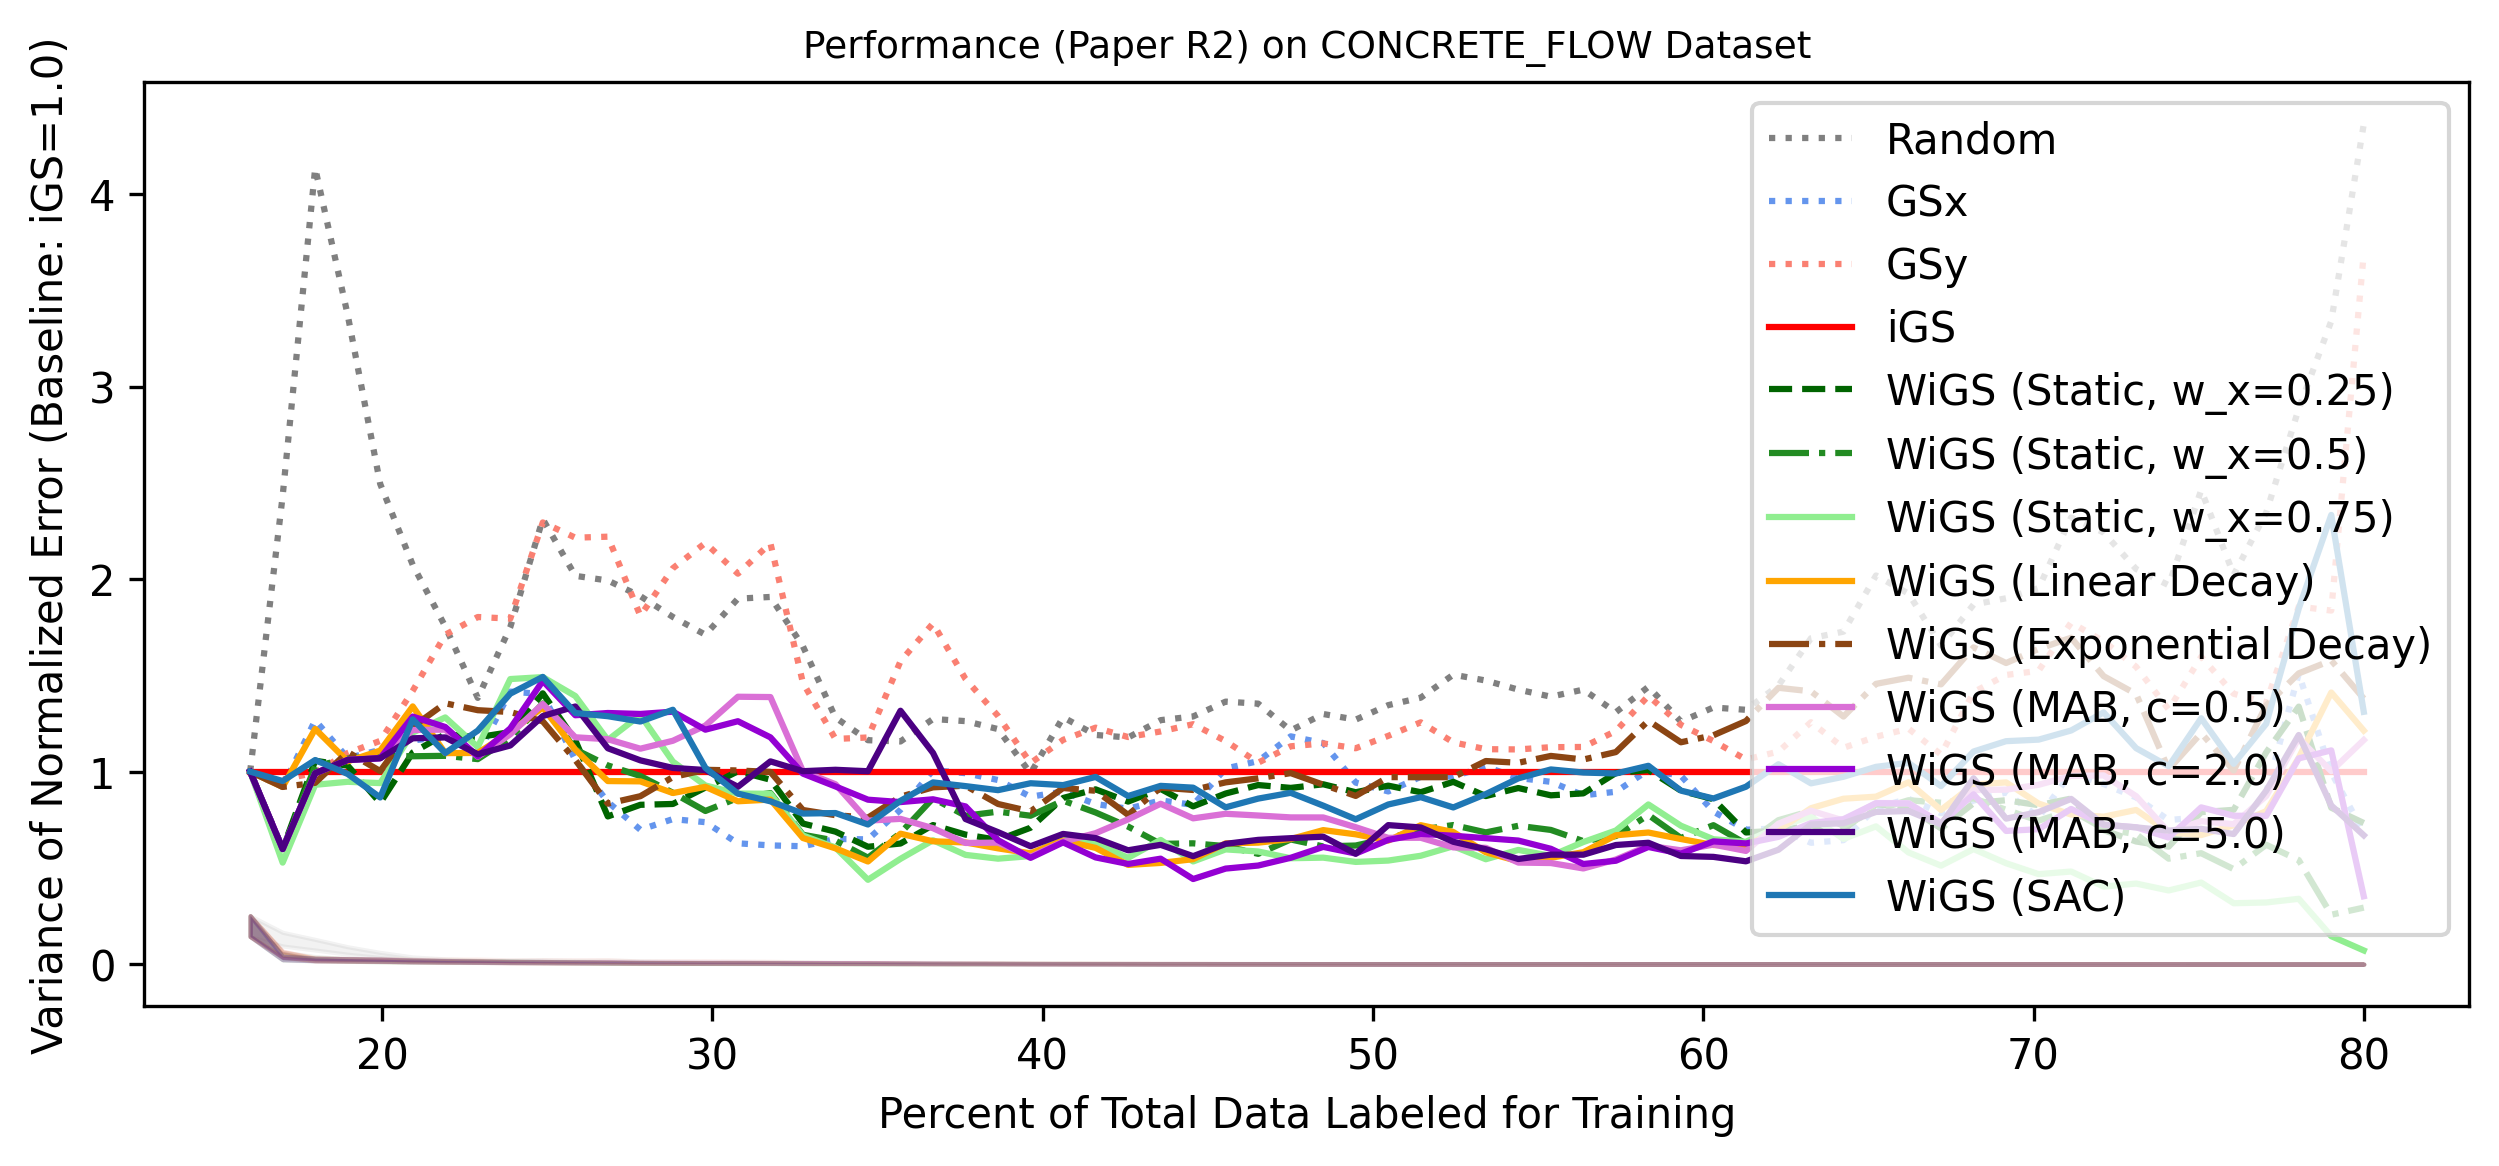 Performance (Paper R2) on CONCRETE_FLOW Dataset
Variance of Normalized Error (Baseline: iGS=1.0)
4
3
2
1
0
Random
GSx
GSy
iGS
WiGS (Static, w_x=0.25)
WiGS (Static, w_x=0.5)
WiGS (Static, w_x=0.75)
WiGS (Linear Decay)
WiGS (Exponential Decay)
WiGS (MAB, c=0.5)
WiGS (MAB, c=2.0)
WiGS (MAB, c=5.0)
WiGS (SAC)
20 30 40 50 60 70 80
Percent of Total Data Labeled for Training